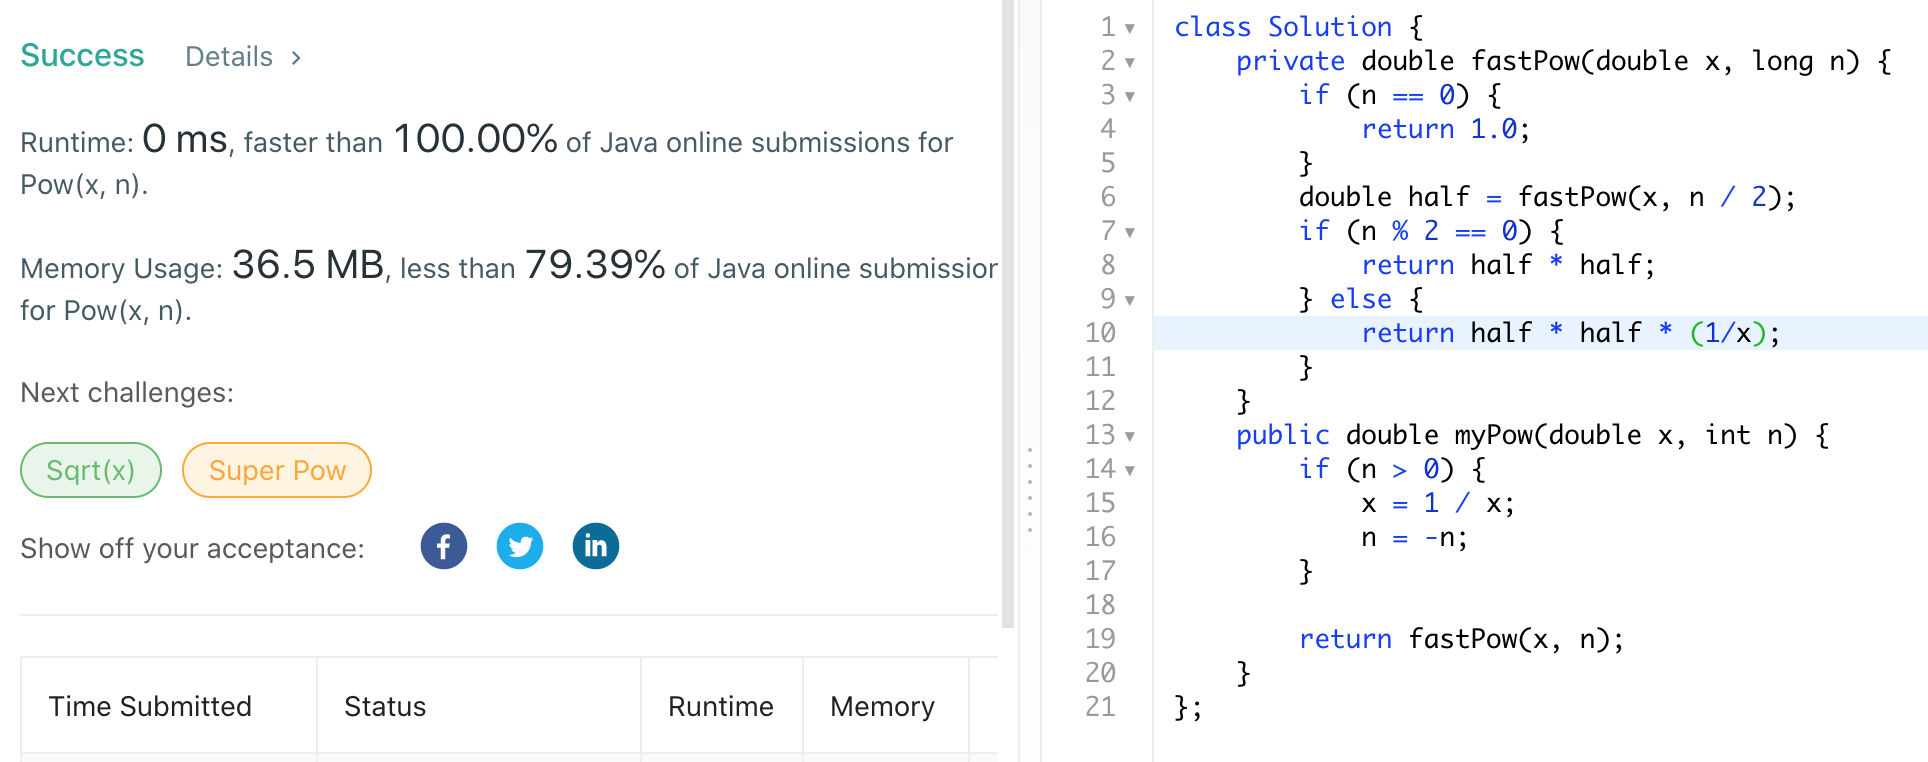 Success Details >
Runtime: 0 ms, faster than 100.00% of Java online submissions for
Pow(x, n).
Memory Usage: 36.5 MB, less than 79.39% of Java online submission
for Pow(x, n).
Next challenges:
Sqrt(x) Super Pow
Show off your acceptance: f in
Time Submitted Status Runtime Memory
1 class Solution {
2     private double fastPow(double x, long n) {
3         if (n == 0) {
4             return 1.0;
5         }
6         double half = fastPow(x, n / 2);
7         if (n % 2 == 0) {
8             return half * half;
9         } else {
10             return half * half * (1/x);
11         }
12     }
13     public double myPow(double x, int n) {
14         if (n > 0) {
15             x = 1 / x;
16             n = -n;
17         }
18
19         return fastPow(x, n);
20     }
21 };